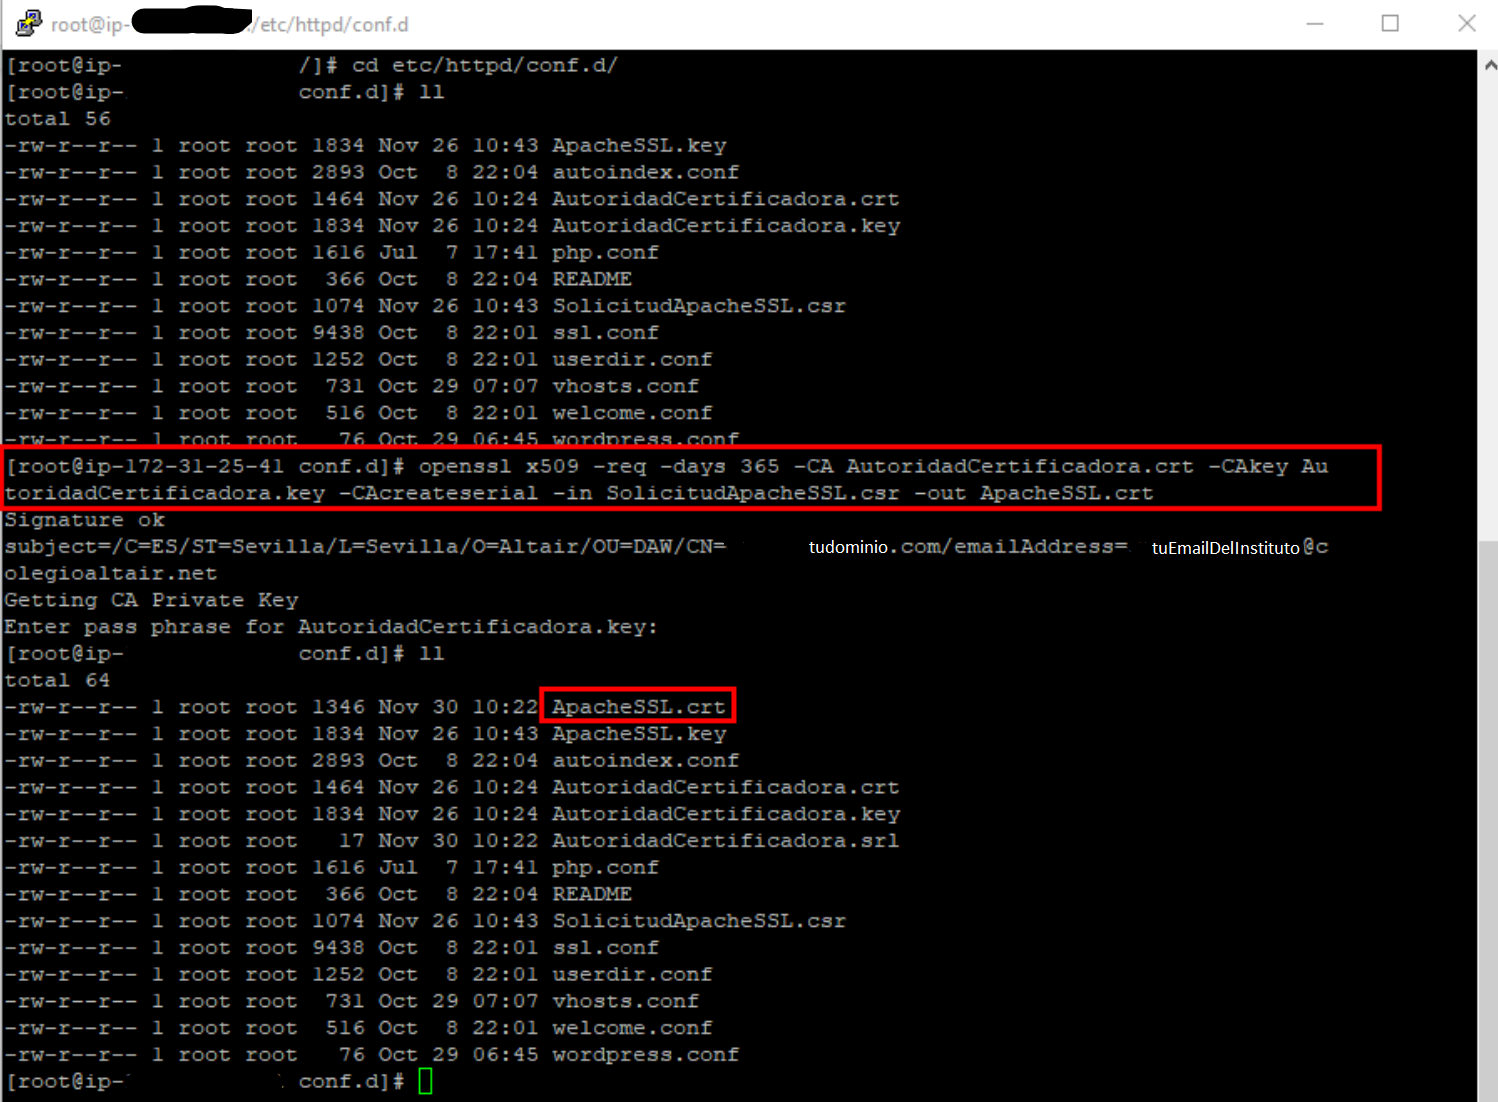 root@ip- /etc/httpd/conf.d
[root@ip- /]# cd etc/httpd/conf.d/
[root@ip- conf.d]# ll
total 56
-rw-r--r-- 1 root root 1834 Nov 26 10:43 ApacheSSL.key
-rw-r--r-- 1 root root 2893 Oct  8 22:04 autoindex.conf
-rw-r--r-- 1 root root 1464 Nov 26 10:24 AutoridadCertificadora.crt
-rw-r--r-- 1 root root 1834 Nov 26 10:24 AutoridadCertificadora.key
-rw-r--r-- 1 root root 1616 Jul  7 17:41 php.conf
-rw-r--r-- 1 root root  366 Oct  8 22:04 README
-rw-r--r-- 1 root root 1074 Nov 26 10:43 SolicitudApacheSSL.csr
-rw-r--r-- 1 root root 9438 Oct  8 22:01 ssl.conf
-rw-r--r-- 1 root root 1252 Oct  8 22:01 userdir.conf
-rw-r--r-- 1 root root  731 Oct 29 07:07 vhosts.conf
-rw-r--r-- 1 root root  516 Oct  8 22:01 welcome.conf
-rw-r--r-- 1 root root   76 Oct 29 06:45 wordpress.conf
[root@ip-172-31-25-41 conf.d]# openssl x509 -req -days 365 -CA AutoridadCertificadora.crt -CAkey Au
toridadCertificadora.key -CAcreateserial -in SolicitudApacheSSL.csr -out ApacheSSL.crt
Signature ok
subject=/C=ES/ST=Sevilla/L=Sevilla/O=Altair/OU=DAW/CN= tudominio.com/emailAddress= tuEmailDelInstituto@c
olegioaltair.net
Getting CA Private Key
Enter pass phrase for AutoridadCertificadora.key:
[root@ip- conf.d]# ll
total 64
-rw-r--r-- 1 root root 1346 Nov 30 10:22 ApacheSSL.crt
-rw-r--r-- 1 root root 1834 Nov 26 10:43 ApacheSSL.key
-rw-r--r-- 1 root root 2893 Oct  8 22:04 autoindex.conf
-rw-r--r-- 1 root root 1464 Nov 26 10:24 AutoridadCertificadora.crt
-rw-r--r-- 1 root root 1834 Nov 26 10:24 AutoridadCertificadora.key
-rw-r--r-- 1 root root   17 Nov 30 10:22 AutoridadCertificadora.srl
-rw-r--r-- 1 root root 1616 Jul  7 17:41 php.conf
-rw-r--r-- 1 root root  366 Oct  8 22:04 README
-rw-r--r-- 1 root root 1074 Nov 26 10:43 SolicitudApacheSSL.csr
-rw-r--r-- 1 root root 9438 Oct  8 22:01 ssl.conf
-rw-r--r-- 1 root root 1252 Oct  8 22:01 userdir.conf
-rw-r--r-- 1 root root  731 Oct 29 07:07 vhosts.conf
-rw-r--r-- 1 root root  516 Oct  8 22:01 welcome.conf
-rw-r--r-- 1 root root   76 Oct 29 06:45 wordpress.conf
[root@ip- conf.d]#